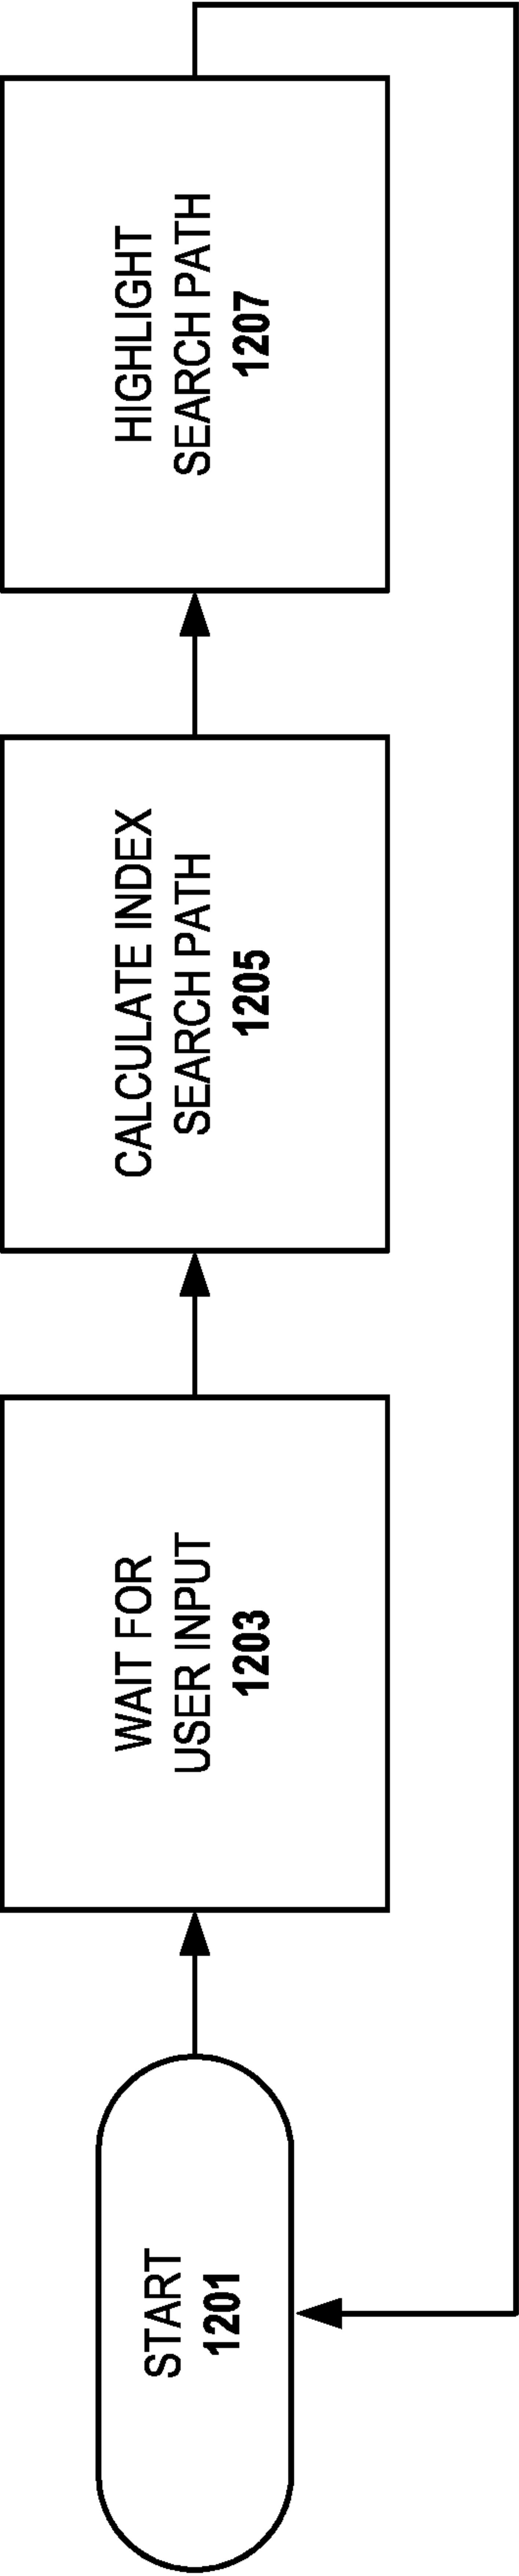 START
1201
WAIT FOR
USER INPUT
1203
CALCULATE INDEX
SEARCH PATH
1205
HIGHLIGHT
SEARCH PATH
1207